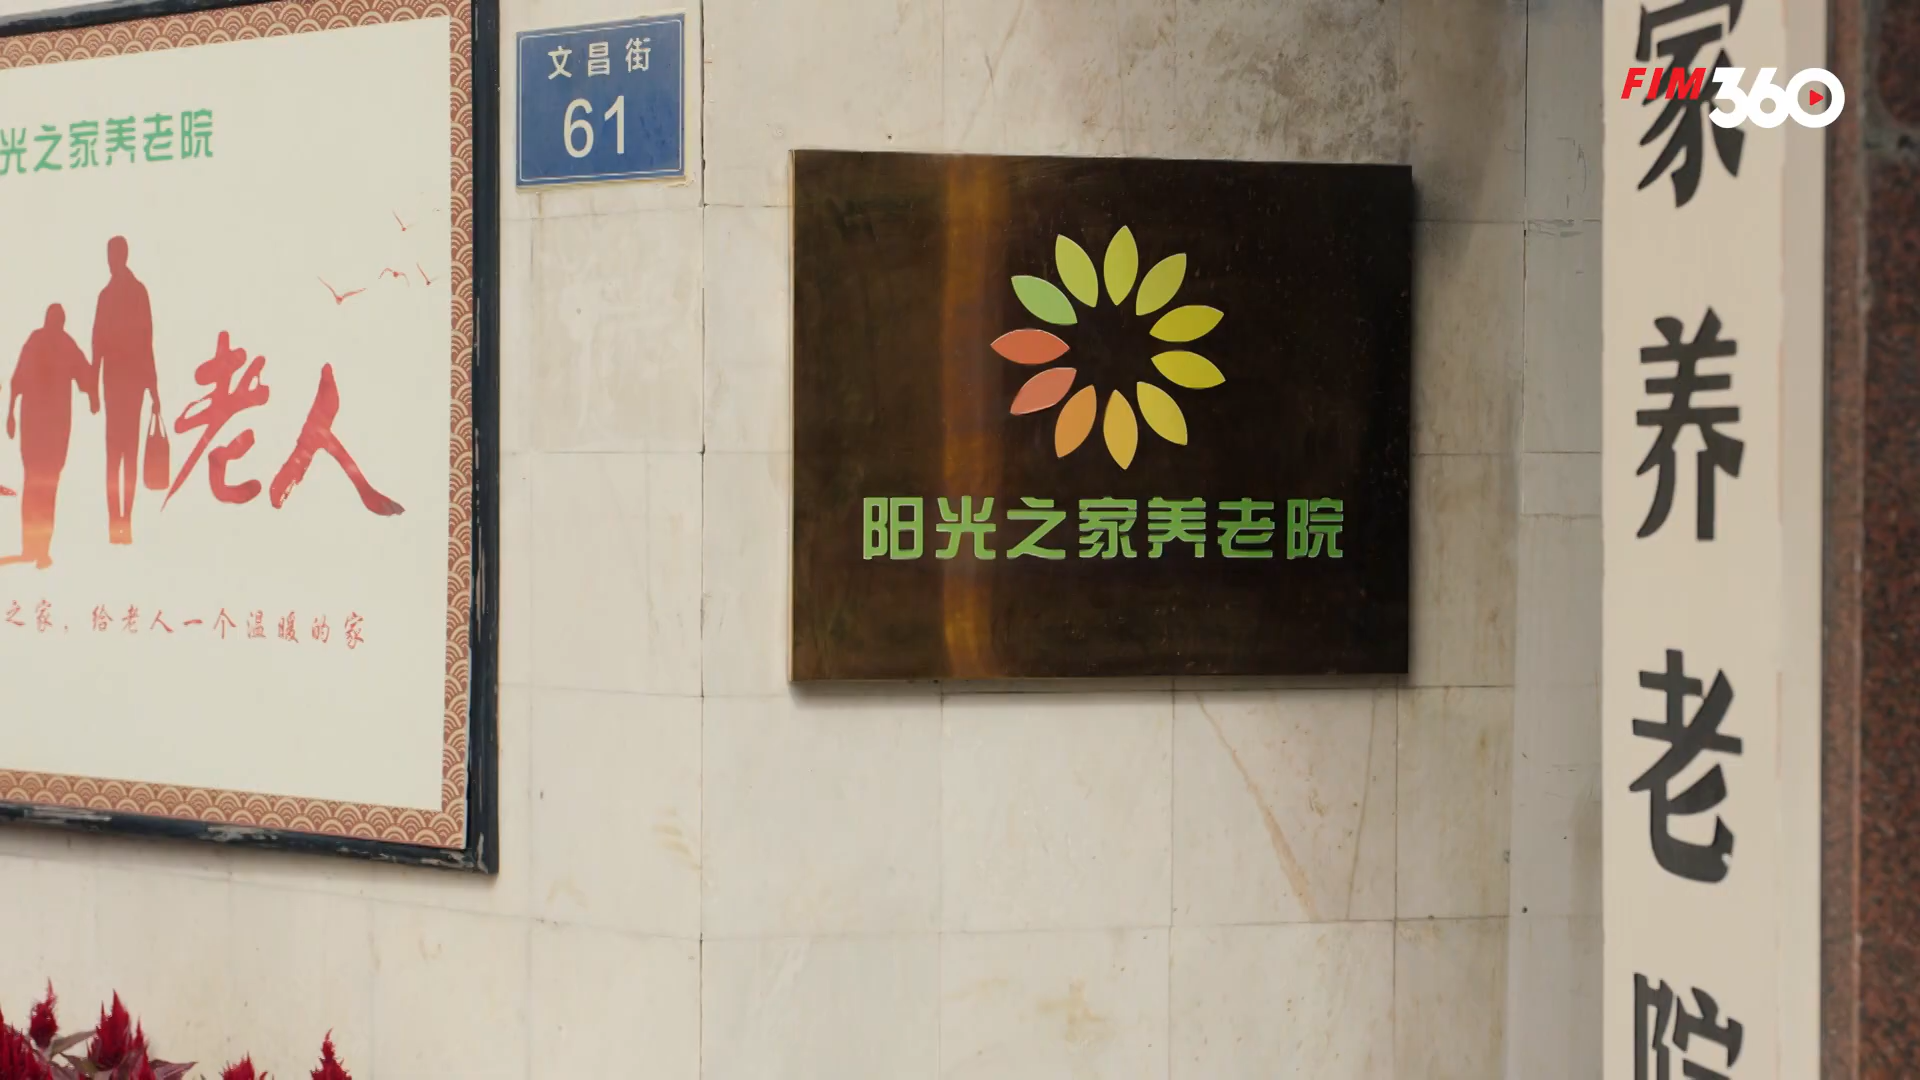 光之家养老院
老人
之家，给老人一个温暖的家
文昌街
61
阳光之家养老院
家养老院
FIM360